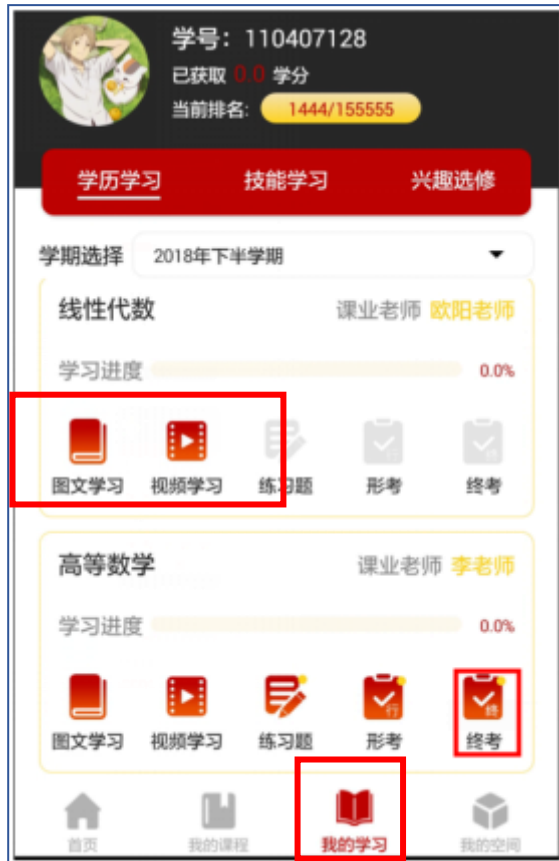 学号：110407128
已获取 0.0 学分
当前排名: 1444/155555
学历学习 技能学习 兴趣选修
学期选择 2018年下半学期
线性代数 课业老师 欧阳老师
学习进度 0.0%
图文学习 视频学习 练习题 形考 终考
高等数学 课业老师 李老师
学习进度 0.0%
行 终
图文学习 视频学习 练习题 形考 终考
首页 我的课程 我的学习 我的空间